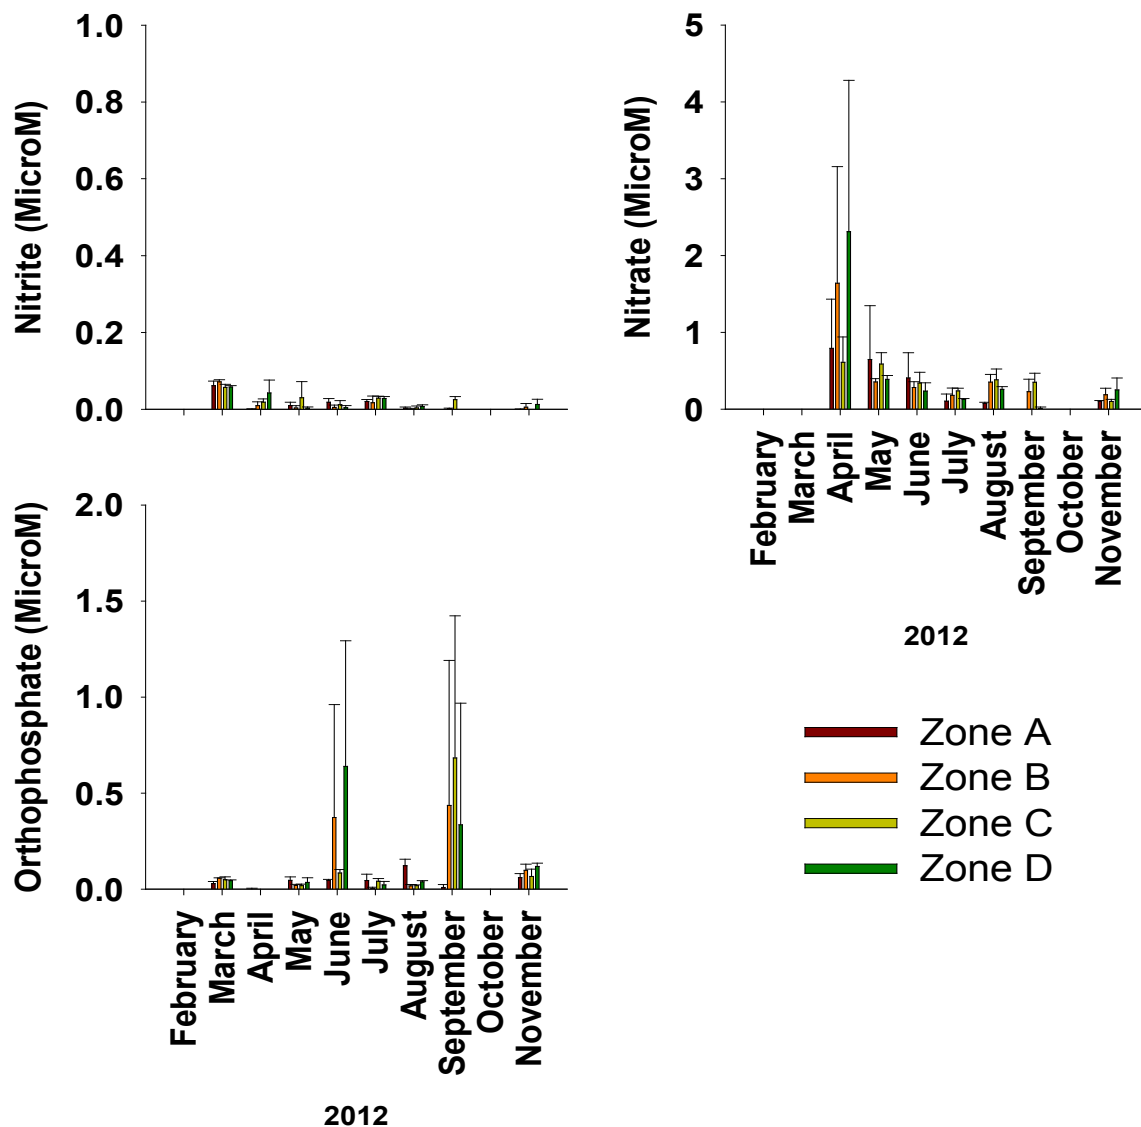 Nitrite (MicroM)
1.0
0.8
0.6
0.4
0.2
0.0
Nitrate (MicroM)
5
4
3
2
1
0
February
March
April
May
June
July
August
September
October
November
2012
Orthophosphate (MicroM)
2.0
1.5
1.0
0.5
0.0
February
March
April
May
June
July
August
September
October
November
2012
Zone A
Zone B
Zone C
Zone D